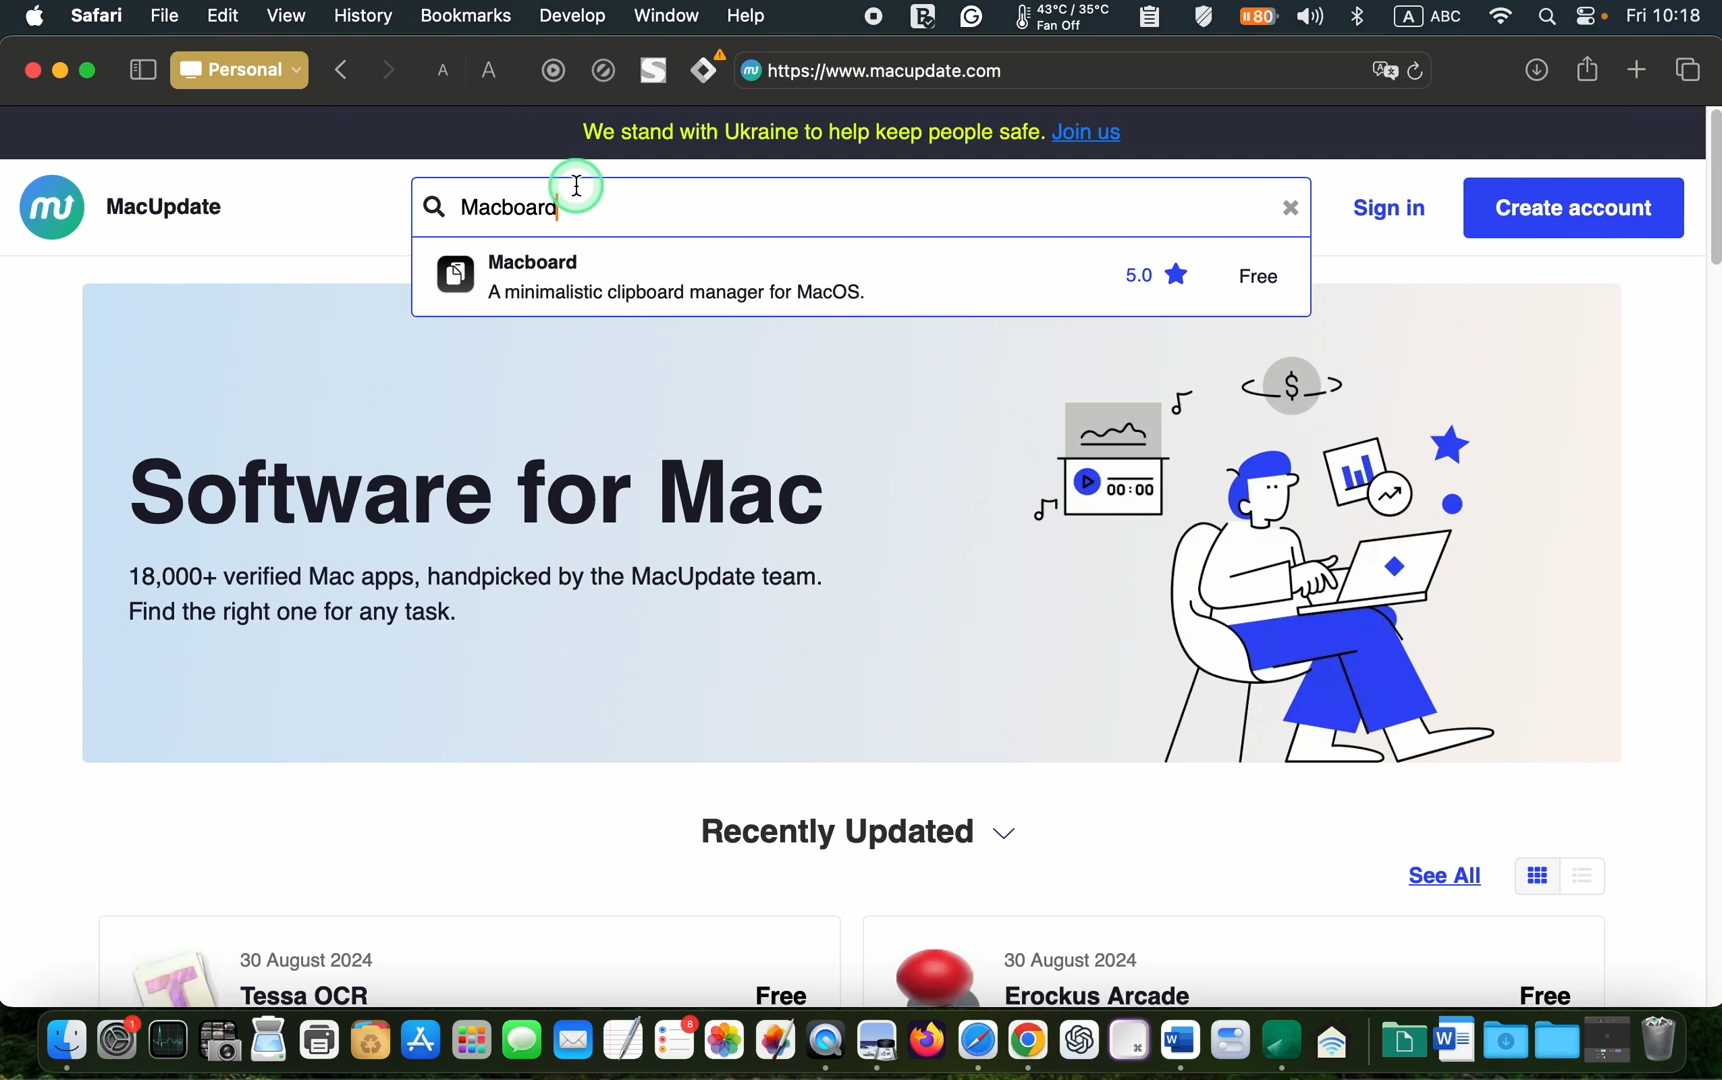 Safari File Edit View History Bookmarks Develop Window Help 43°C / 35°C Fan Off 80 A ABC Fri 10:18
Personal A A https://www.macupdate.com
We stand with Ukraine to help keep people safe. Join us
MacUpdate Macboard Sign in Create account
Macboard
A minimalistic clipboard manager for MacOS. 5.0 Free
Software for Mac
18,000+ verified Mac apps, handpicked by the MacUpdate team.
Find the right one for any task.
$
00:00
Recently Updated
See All
30 August 2024
Tessa OCR Free
30 August 2024
Erockus Arcade Free
1
8